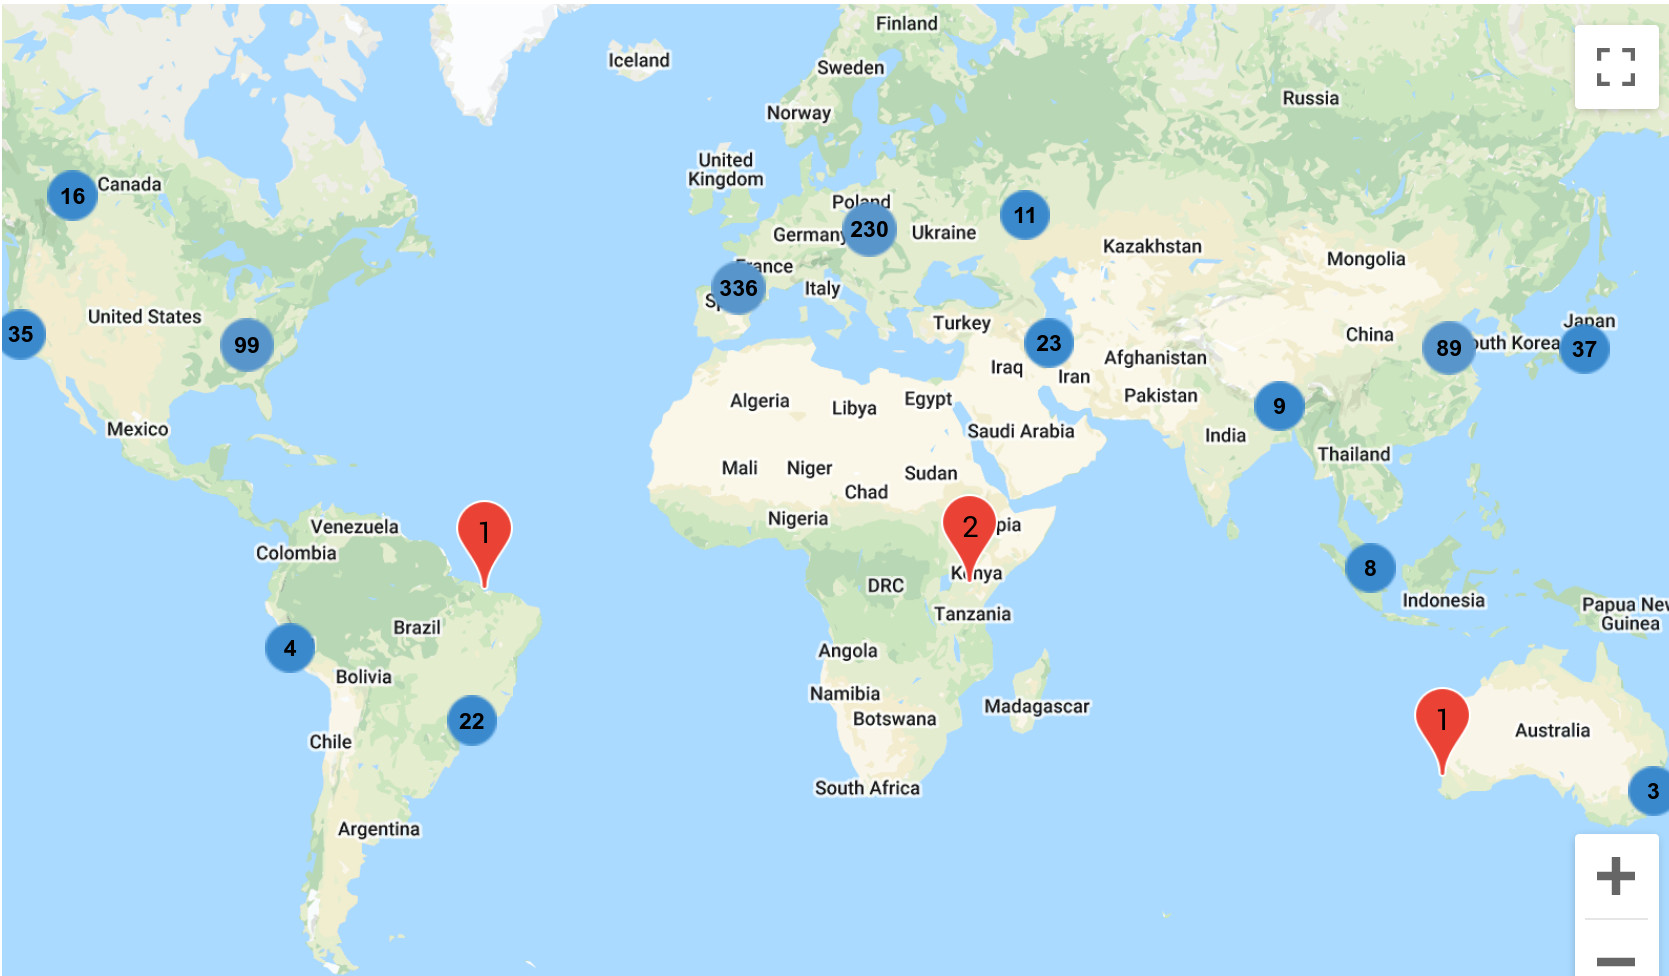 Finland
Iceland
Sweden
Russia
Norway
United
Kingdom
16
Canada
Poland
11
230
Germany
Ukraine
Kazakhstan
Mongolia
France
336
Italy
United States
Turkey
Japan
35
99
23
China
89
outh Korea
37
Afghanistan
Iraq
Iran
Pakistan
Algeria
Libya
Egypt
9
Mexico
Saudi Arabia
India
Thailand
Mali
Niger
Sudan
Chad
Nigeria
Venezuela
1
2
pia
Colombia
Kenya
8
DRC
Indonesia
Papua New
Guinea
Tanzania
Brazil
4
Angola
Bolivia
Namibia
Madagascar
Botswana
22
1
Australia
Chile
South Africa
3
Argentina